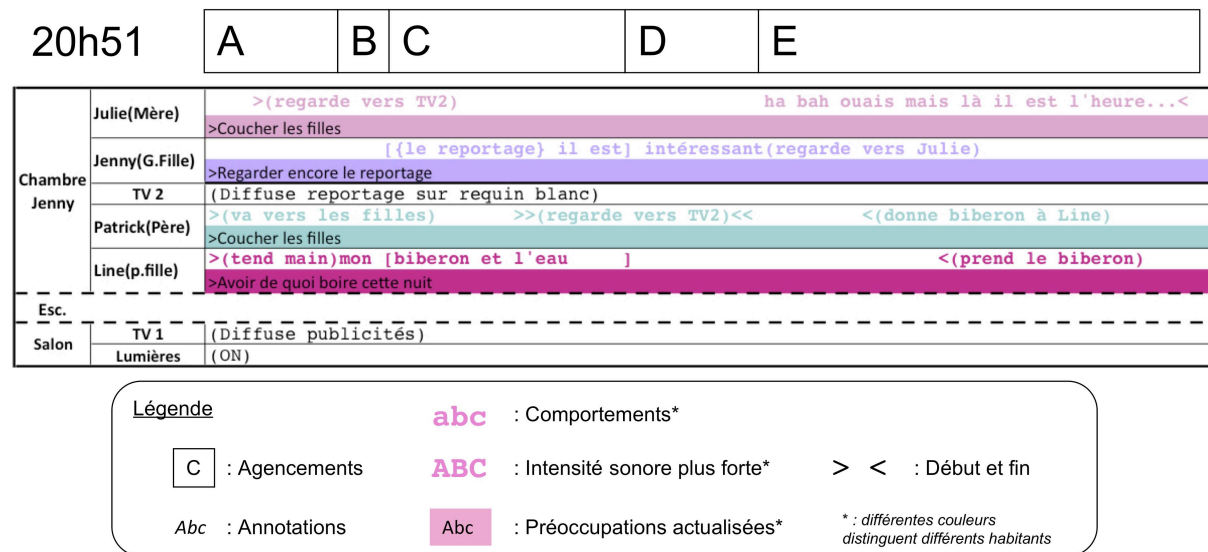 20h51 A B C D E
Chambre Jenny
Julie(Mère) >(regarde vers TV2) ha bah ouais mais là il est l'heure...<
>Coucher les filles
Jenny(G.Fille) [{le reportage} il est] intéressant(regarde vers Julie)
>Regarder encore le reportage
TV 2 (Diffuse reportage sur requin blanc)
Patrick(Père) >(va vers les filles) >>(regarde vers TV2)<< <(donne biberon à Line)
>Coucher les filles
Line(p.fille) >(tend main)mon [biberon et l'eau ] <(prend le biberon)
>Avoir de quoi boire cette nuit
Esc.
Salon
TV 1 (Diffuse publicités)
Lumières (ON)
Légende
abc : Comportements*
C : Agencements
ABC : Intensité sonore plus forte*
> < : Début et fin
Abc : Annotations
Abc : Préoccupations actualisées*
* : différentes couleurs
distinguent différents habitants